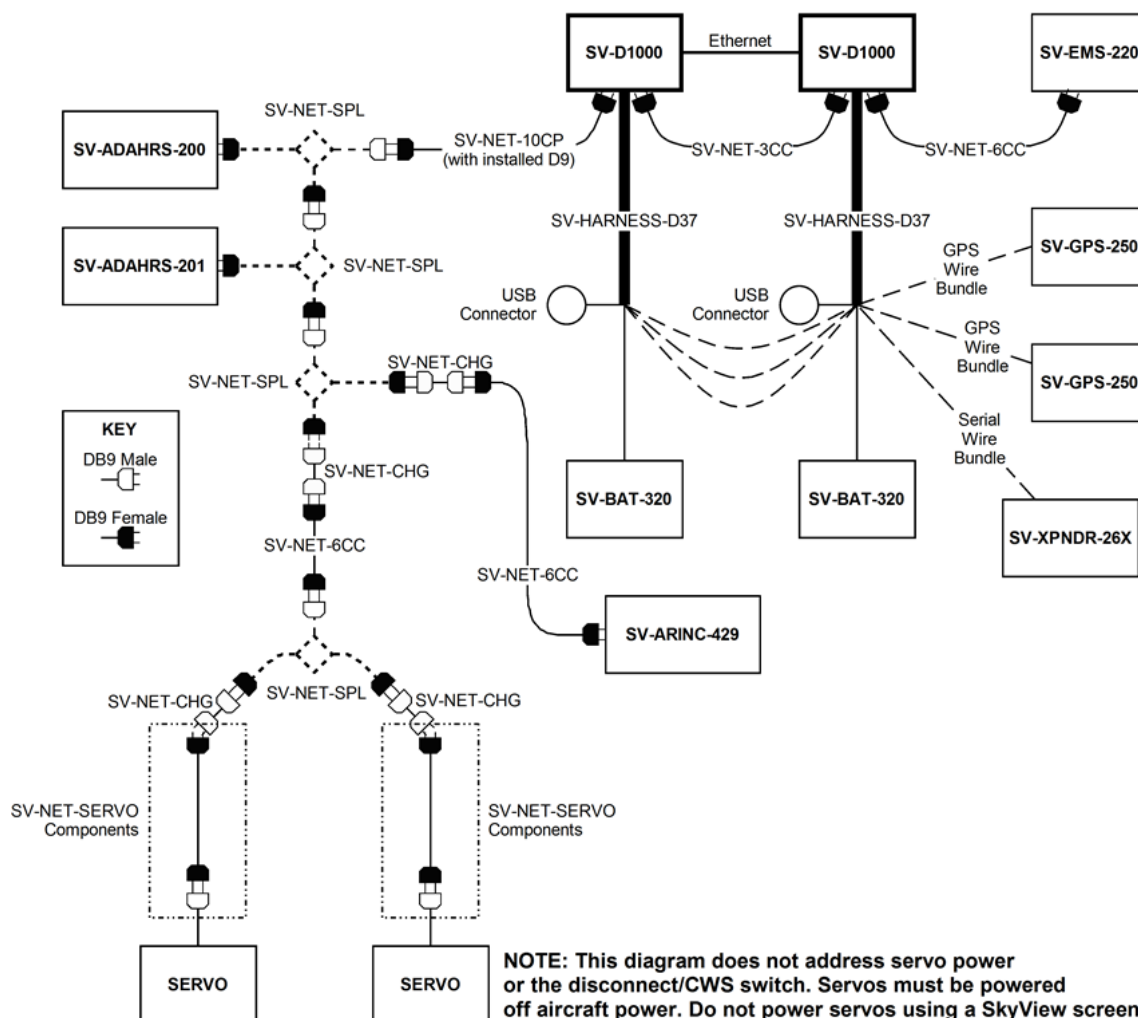 SV-D1000
Ethernet
SV-D1000
SV-EMS-220
SV-NET-SPL
SV-ADAHRS-200
SV-NET-10CP
(with installed D9)
SV-NET-3CC
SV-NET-6CC
SV-HARNESS-D37
SV-HARNESS-D37
SV-ADAHRS-201
SV-NET-SPL
USB
Connector
USB
Connector
GPS
Wire
Bundle
SV-GPS-250
GPS
Wire
Bundle
SV-GPS-250
SV-NET-SPL
SV-NET-CHG
Serial
Wire
Bundle
KEY
DB9 Male
DB9 Female
SV-NET-CHG
SV-BAT-320
SV-BAT-320
SV-XPNDR-26X
SV-NET-6CC
SV-NET-6CC
SV-ARINC-429
SV-NET-CHG
SV-NET-SPL
SV-NET-CHG
SV-NET-SERVO
Components
SV-NET-SERVO
Components
SERVO
SERVO
NOTE: This diagram does not address servo power
or the disconnect/CWS switch. Servos must be powered
off aircraft power. Do not power servos using a SkyView screen